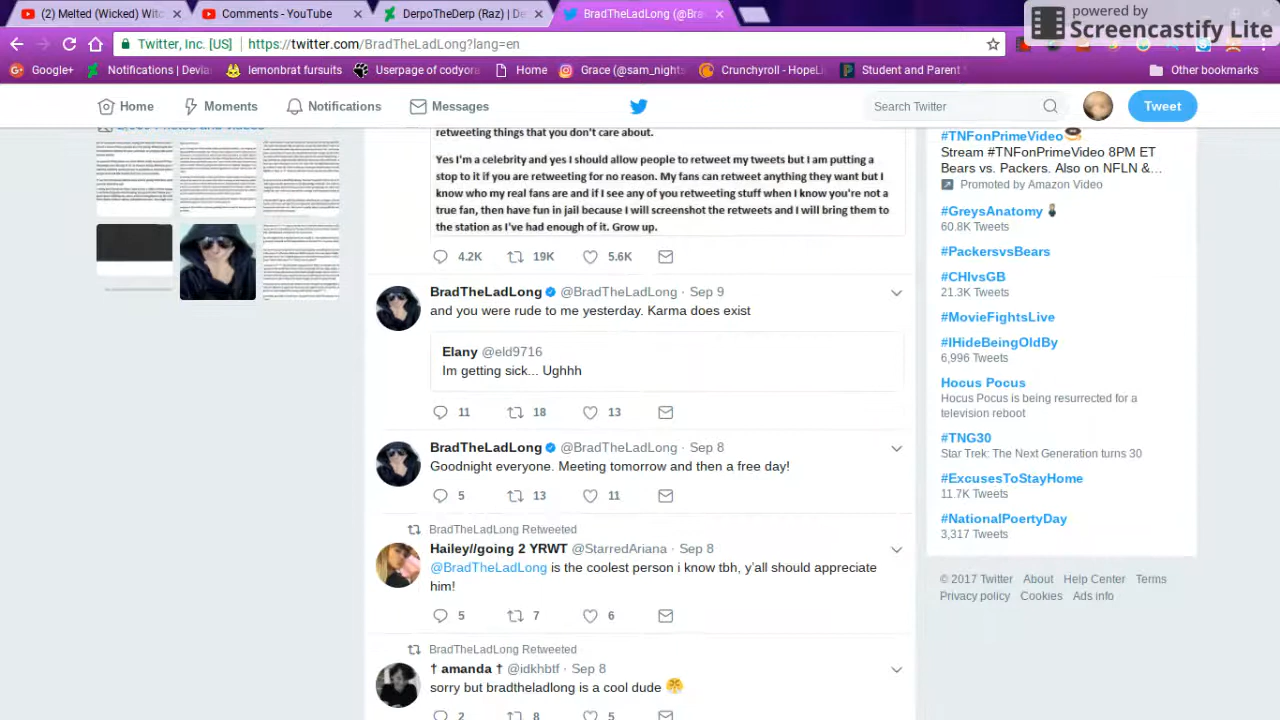 (2) Melted (Wicked) Witc
Comments - YouTube
DerpoTheDerp (Raz) | De
BradTheLadLong (@Bra
powered by
Screencastify Lite
Twitter, Inc. [US]
https://twitter.com/BradTheLadLong?lang=en
Google+
Notifications | Devia
lemonbrat fursuits
Userpage of coporo
Home
Grace (@sam_nights
Crunchyroll - HopeLi
Student and Parent
Other bookmarks
Home
Moments
Notifications
Messages
Search Twitter
Tweet
retweeting things that you don't care about.
Yes I'm a celebrity and yes I should allow people to retweet my tweets but I am putting a
stop to it if you are retweeting for no reason. My fans can retweet anything they want but I
know who my real fans are and if I see any of you retweeting stuff when I know you're not a
true fan, then have fun in jail because I will screenshot the retweets and I will bring them to
court as I've had enough of it. Grow up.
4.2K 19K 5.6K
BradTheLadLong @BradTheLadLong · Sep 9
and you were rude to me yesterday. Karma does exist
Elany @eld9716
Im getting sick... Ughhh
11 18 13
BradTheLadLong @BradTheLadLong · Sep 8
Goodnight everyone. Meeting tomorrow and then a free day!
5 13 11
BradTheLadLong Retweeted
Hailey//going 2 YRWT @StarredAriana · Sep 8
@BradTheLadLong is the coolest person i know tbh, y'all should appreciate
him!
5 7 6
BradTheLadLong Retweeted
† amanda † @idkhbtf · Sep 8
sorry but bradtheladlong is a cool dude 😤
2 8 5
#TNFonPrimeVideo
Stream #TNFonPrimeVideo 8PM ET
Bears vs. Packers. Also on NFLN &...
Promoted by Amazon Video
#GreysAnatomy
60.8K Tweets
#PackersvsBears
#CHIvsGB
21.3K Tweets
#MovieFightsLive
#IHideBeingOldBy
6,996 Tweets
Hocus Pocus
Hocus Pocus is being resurrected for a
television reboot
#TNG30
Star Trek: The Next Generation turns 30
#ExcusesToStayHome
11.7K Tweets
#NationalPoertyDay
3,317 Tweets
© 2017 Twitter About Help Center Terms
Privacy policy Cookies Ads info